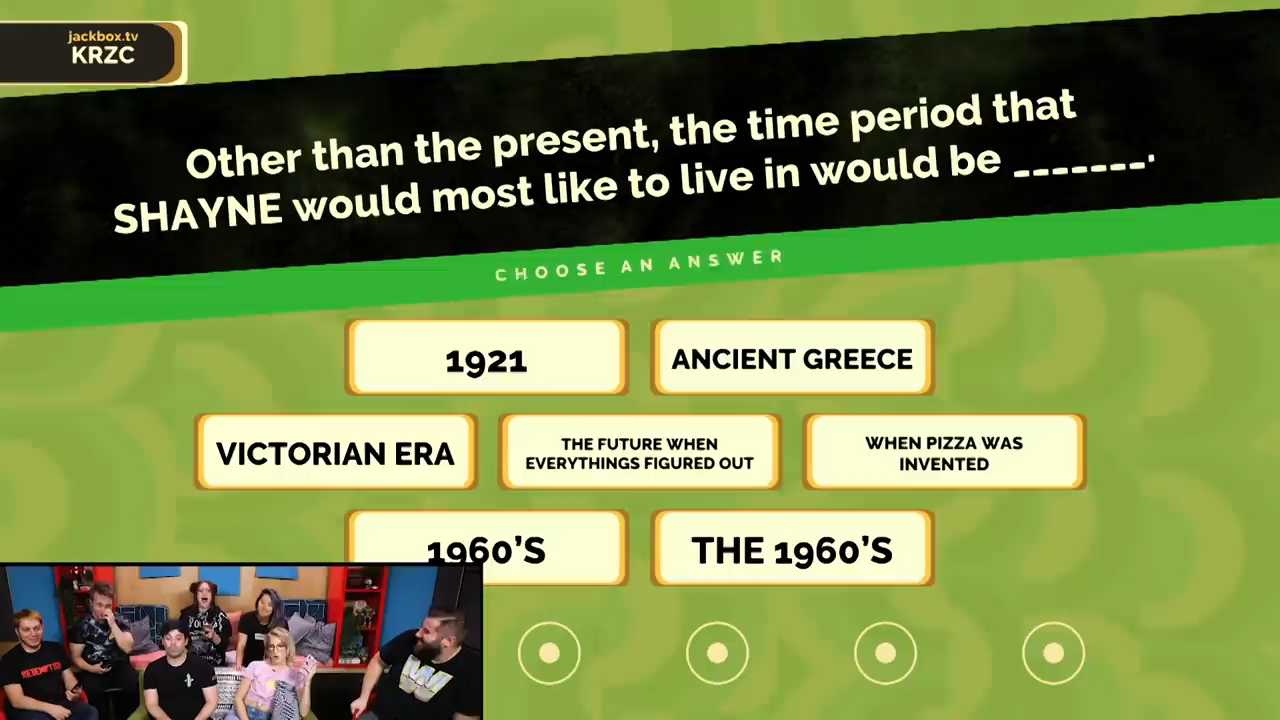 jackbox.tv
KRZC
Other than the present, the time period that
SHAYNE would most like to live in would be _______.
CHOOSE AN ANSWER
1921
ANCIENT GREECE
VICTORIAN ERA
THE FUTURE WHEN
EVERYTHINGS FIGURED OUT
WHEN PIZZA WAS
INVENTED
1960'S
THE 1960'S
REDEMPTION